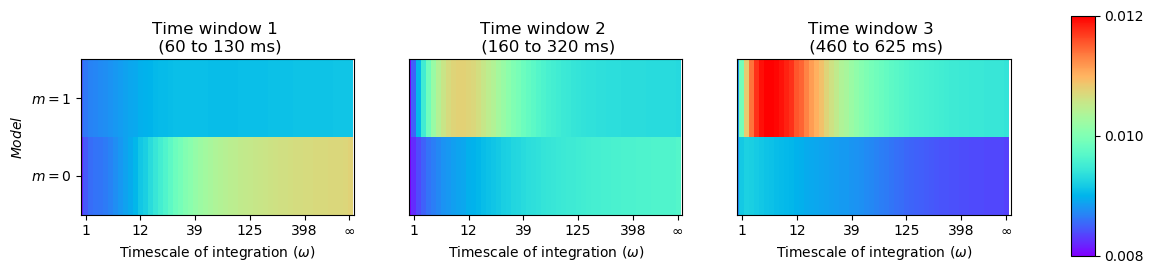 Time window 1
(60 to 130 ms)
Time window 2
(160 to 320 ms)
Time window 3
(460 to 625 ms)
Model
m = 1
m = 0
1 12 39 125 398 ∞
1 12 39 125 398 ∞
1 12 39 125 398 ∞
Timescale of integration (ω)
Timescale of integration (ω)
Timescale of integration (ω)
0.012
0.010
0.008